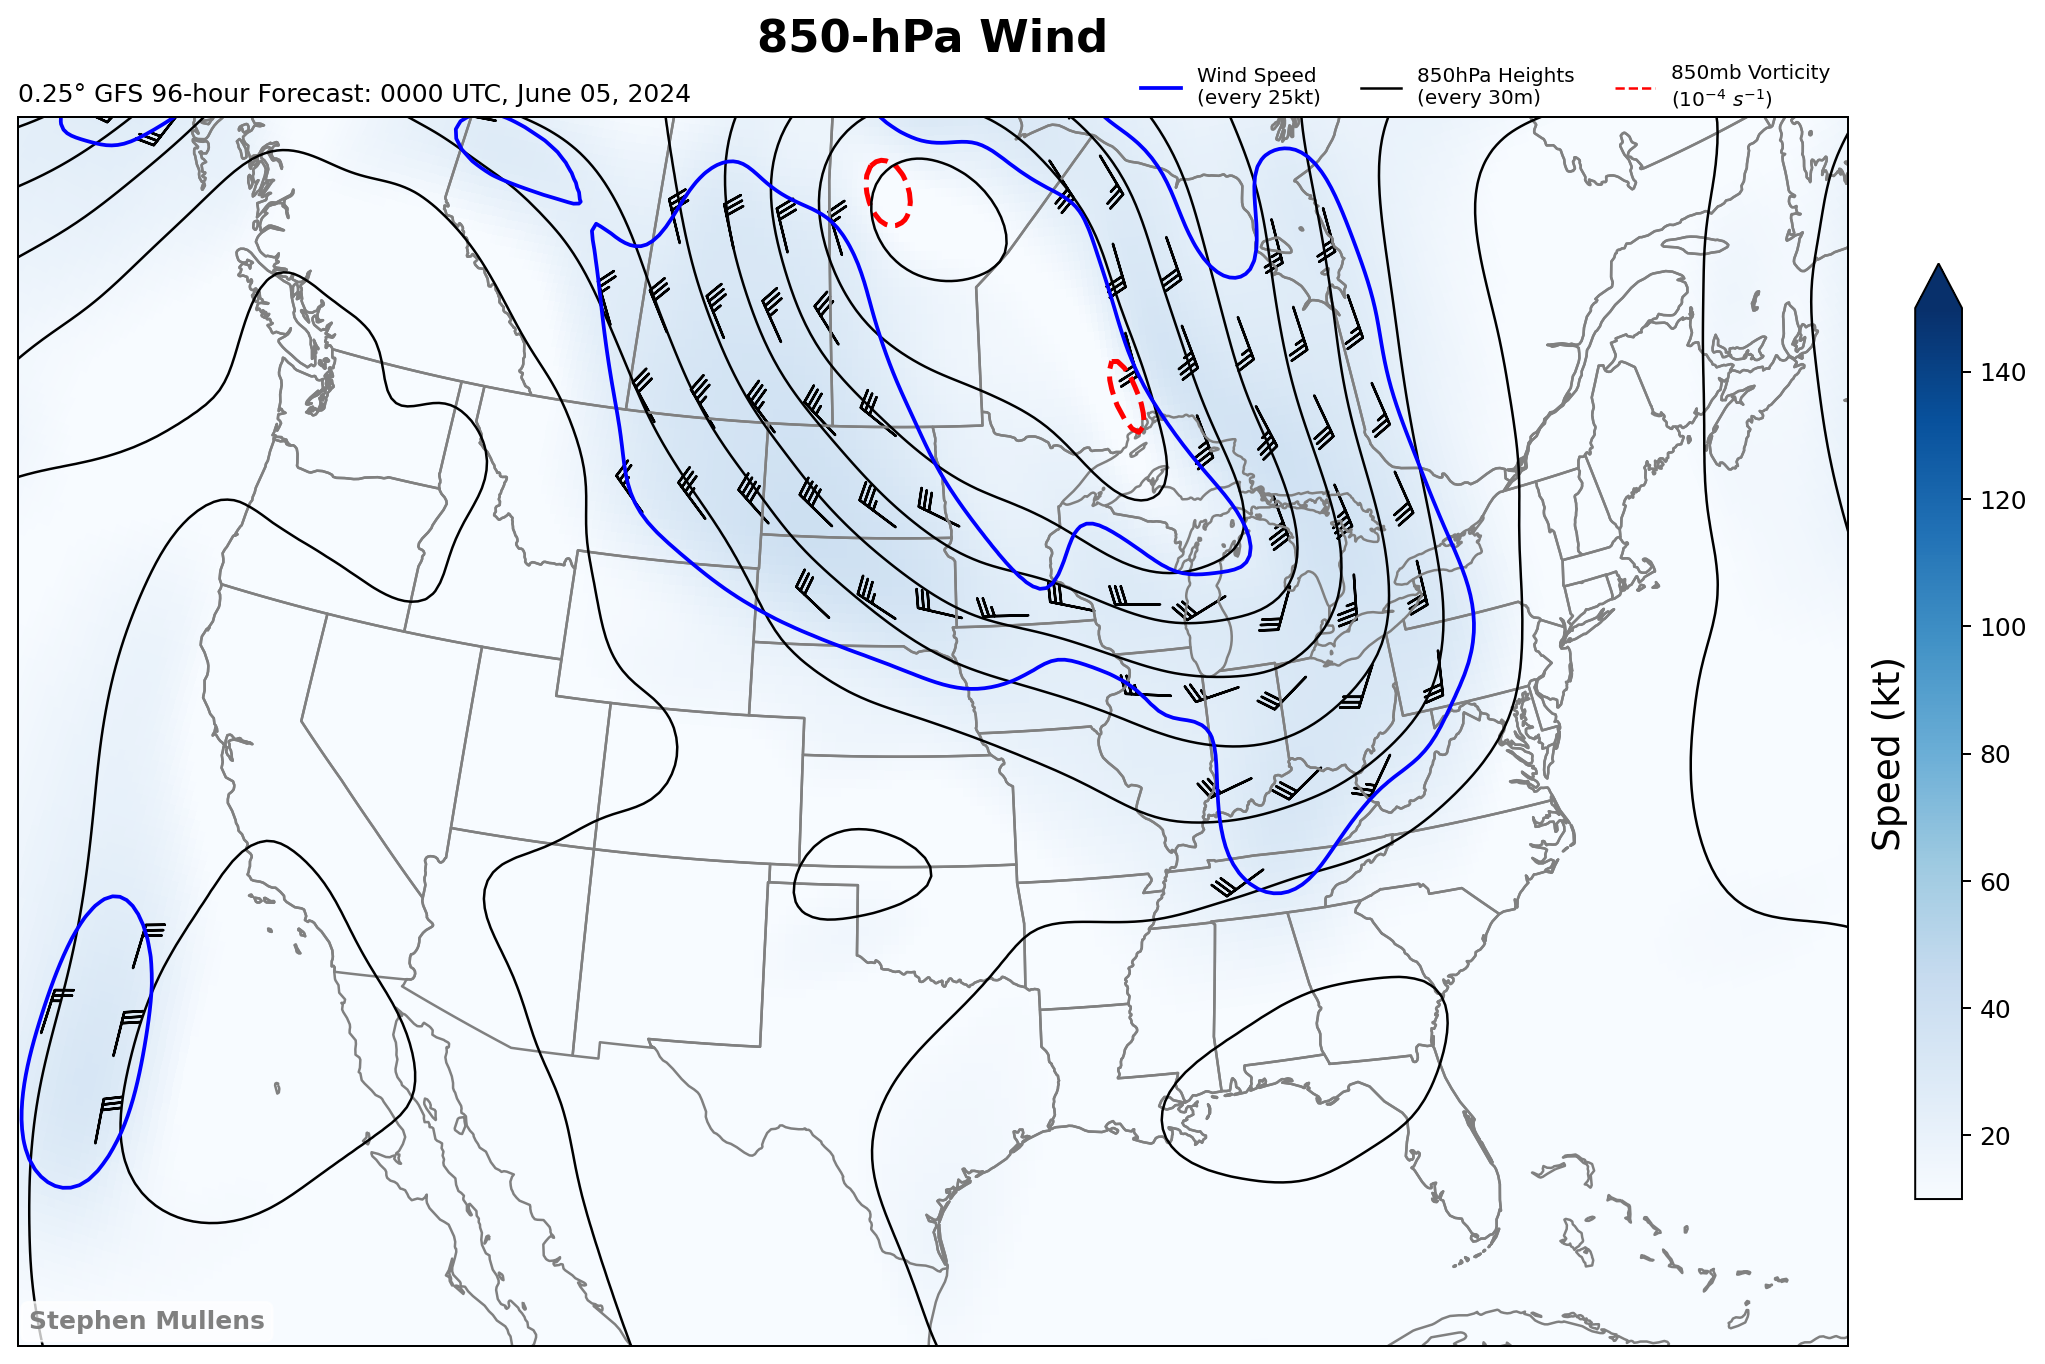 850-hPa Wind
0.25° GFS 96-hour Forecast: 0000 UTC, June 05, 2024
Wind Speed
(every 25kt)
850hPa Heights
(every 30m)
850mb Vorticity
(10⁻⁴ s⁻¹)
140
120
100
80
60
40
20
Speed (kt)
Stephen Mullens